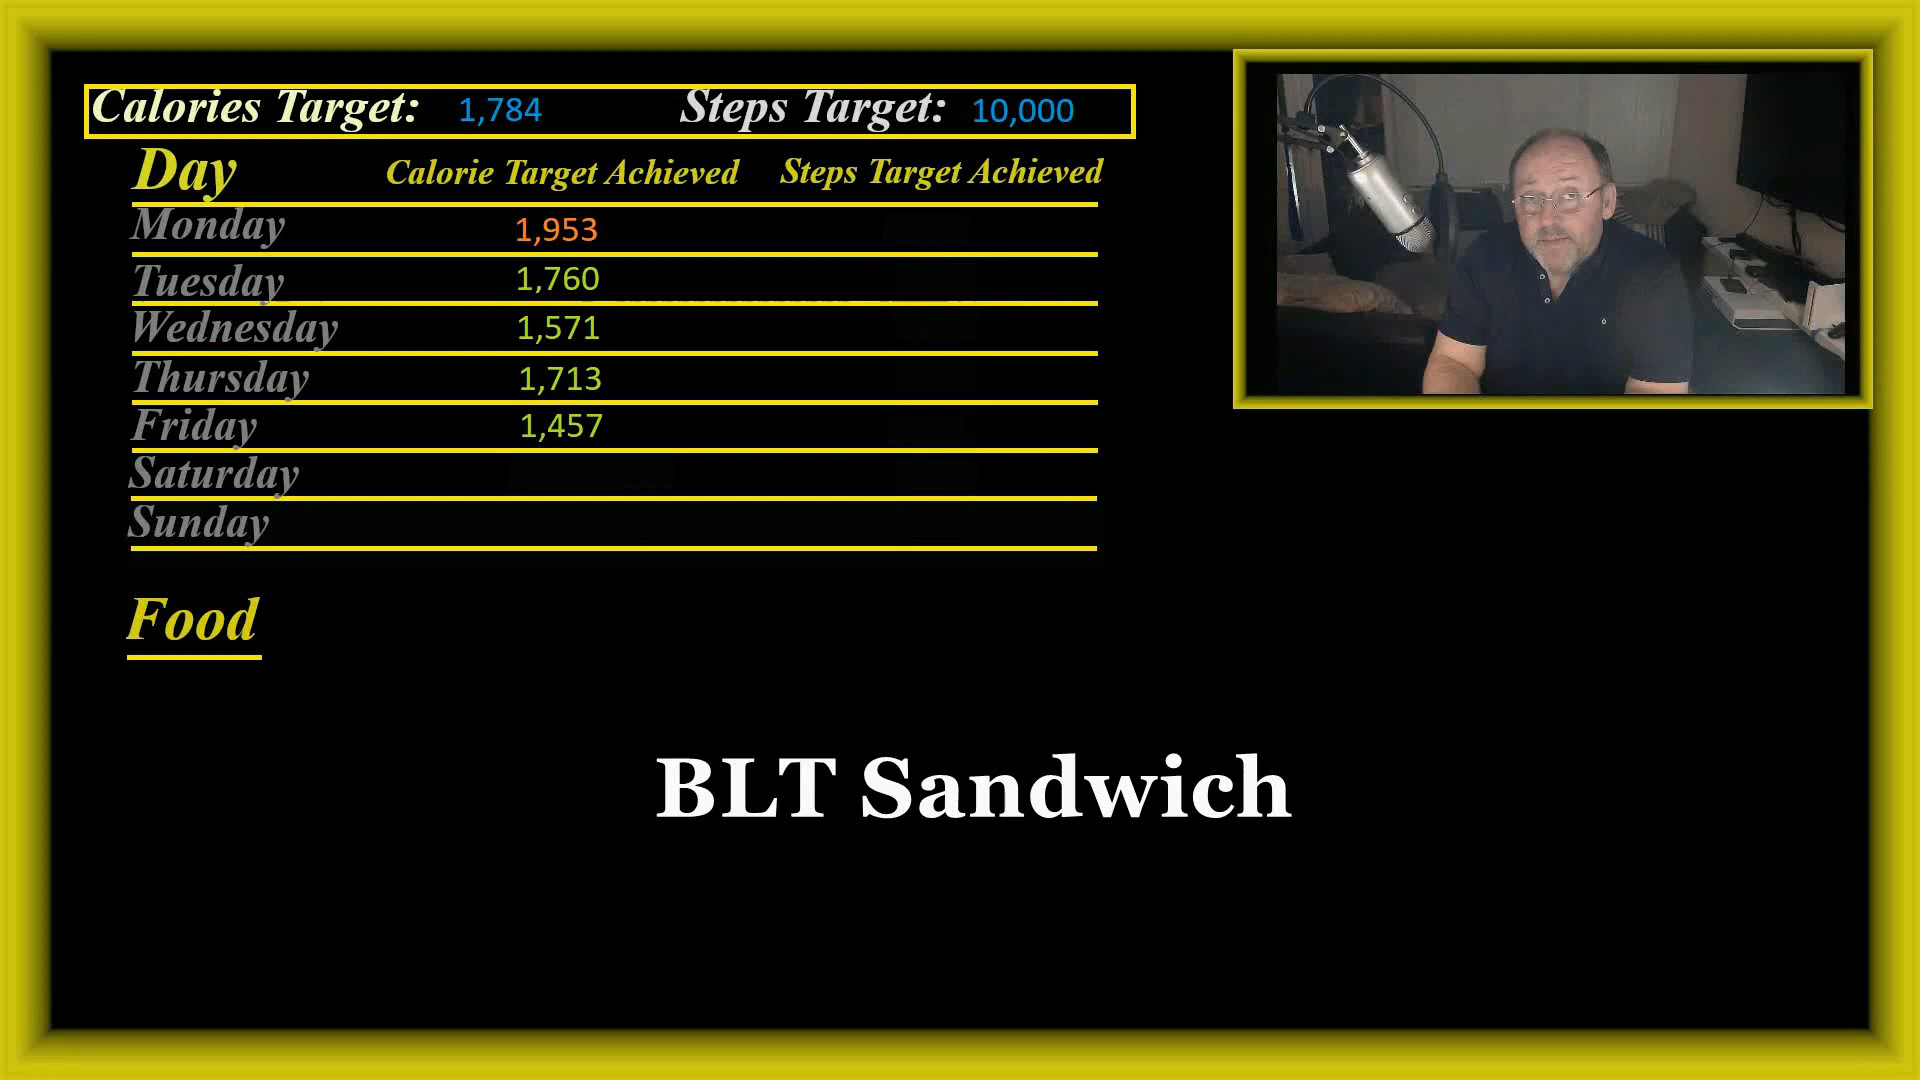 Calories Target: 1,784 Steps Target: 10,000
Day Calorie Target Achieved Steps Target Achieved
Monday 1,953
Tuesday 1,760
Wednesday 1,571
Thursday 1,713
Friday 1,457
Saturday
Sunday
Food
BLT Sandwich